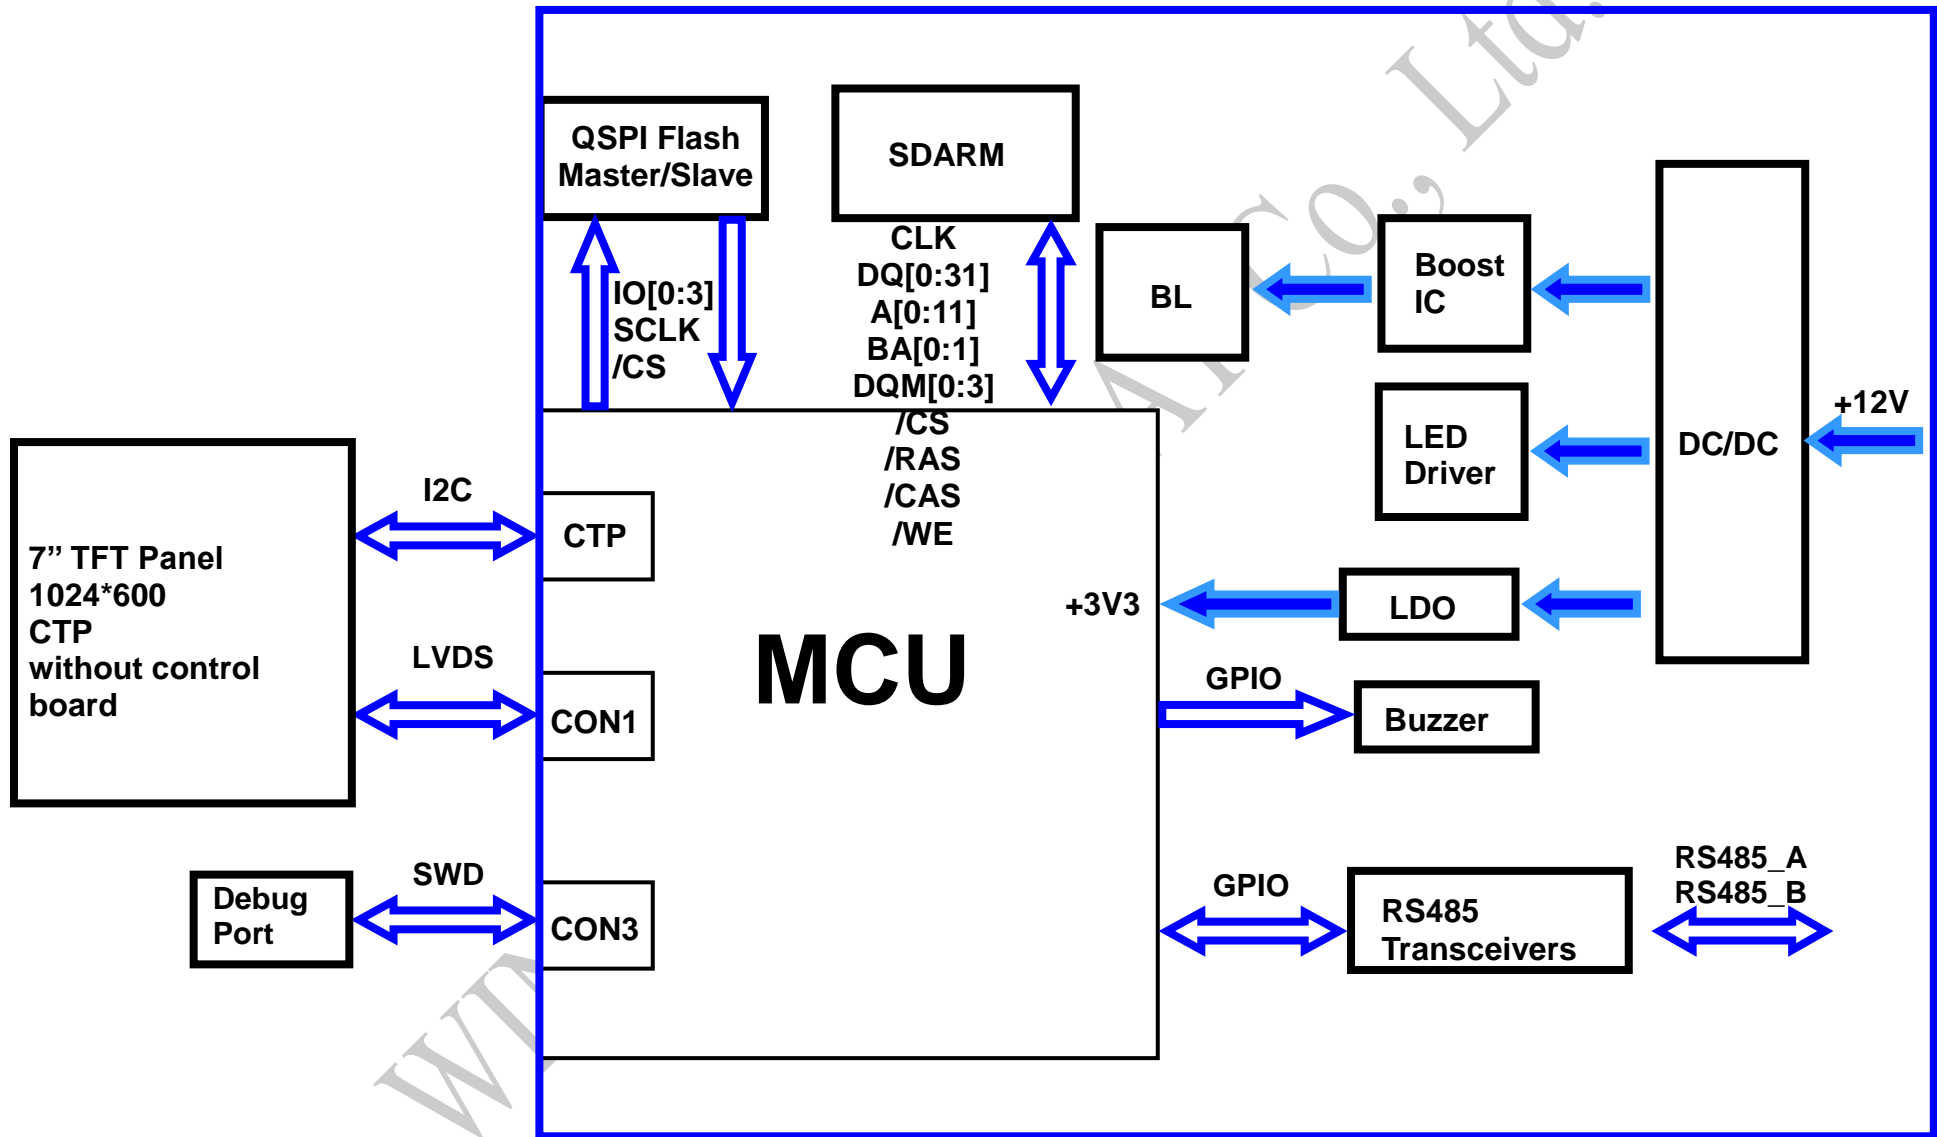 QSPI Flash
Master/Slave
SDARM
IO[0:3]
SCLK
/CS
CLK
DQ[0:31]
A[0:11]
BA[0:1]
DQM[0:3]
/CS
/RAS
/CAS
/WE
BL
Boost
IC
LED
Driver
DC/DC
+12V
7” TFT Panel
1024*600
CTP
without control
board
I2C
CTP
LVDS
CON1
MCU
+3V3
LDO
GPIO
Buzzer
Debug
Port
SWD
CON3
GPIO
RS485
Transceivers
RS485_A
RS485_B
Co., Ltd.